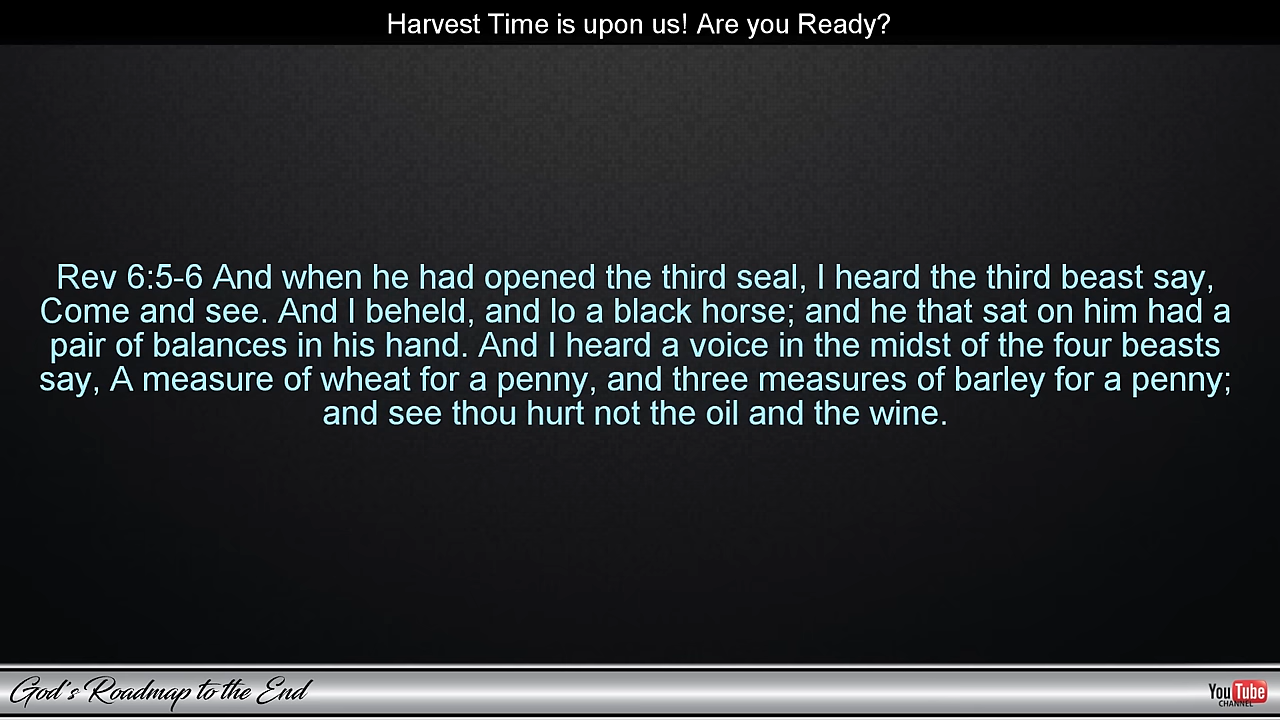 Harvest Time is upon us! Are you Ready?
Rev 6:5-6 And when he had opened the third seal, I heard the third beast say,
Come and see. And I beheld, and lo a black horse; and he that sat on him had a
pair of balances in his hand. And I heard a voice in the midst of the four beasts
say, A measure of wheat for a penny, and three measures of barley for a penny;
and see thou hurt not the oil and the wine.
God's Roadmap to the End
YouTube
CHANNEL